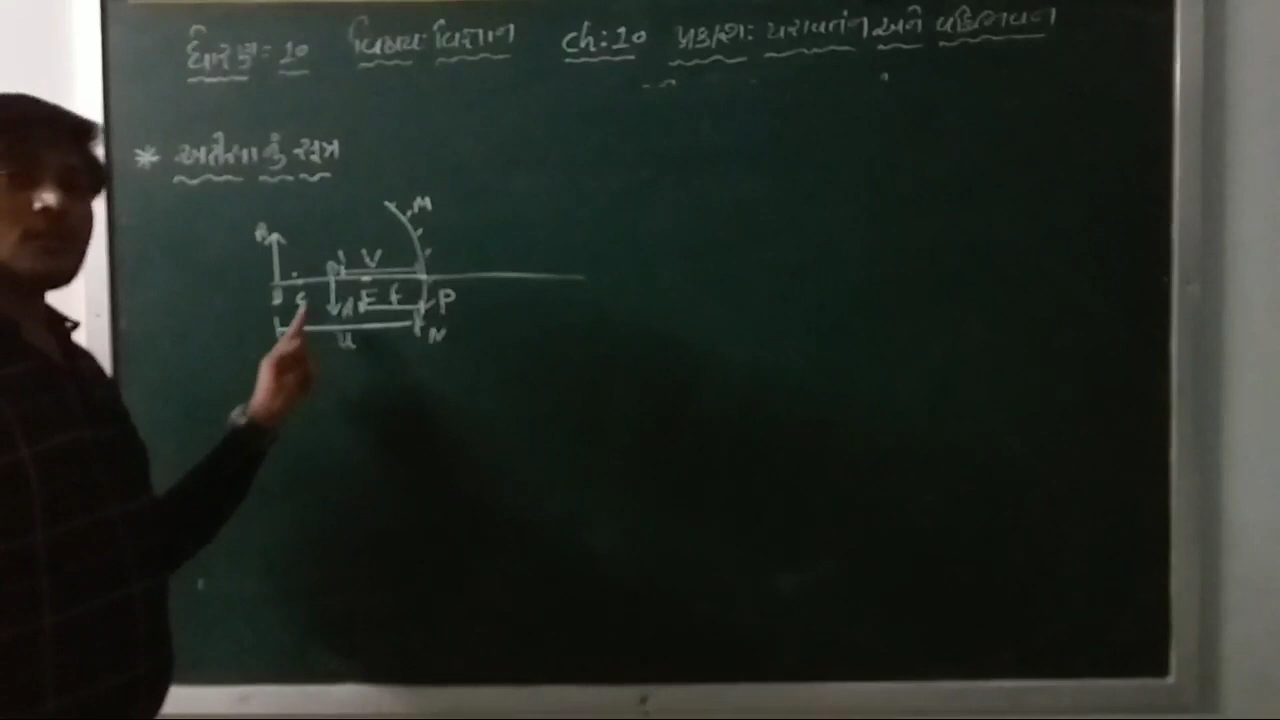 ધોરણ = 10 વિષય: વિજ્ઞાન ch: 10 પ્રકાશ: પરાવર્તન અને વક્રીભવન
* અરીસાનું સૂત્ર
M
A
V
B C A' F f P
N
u